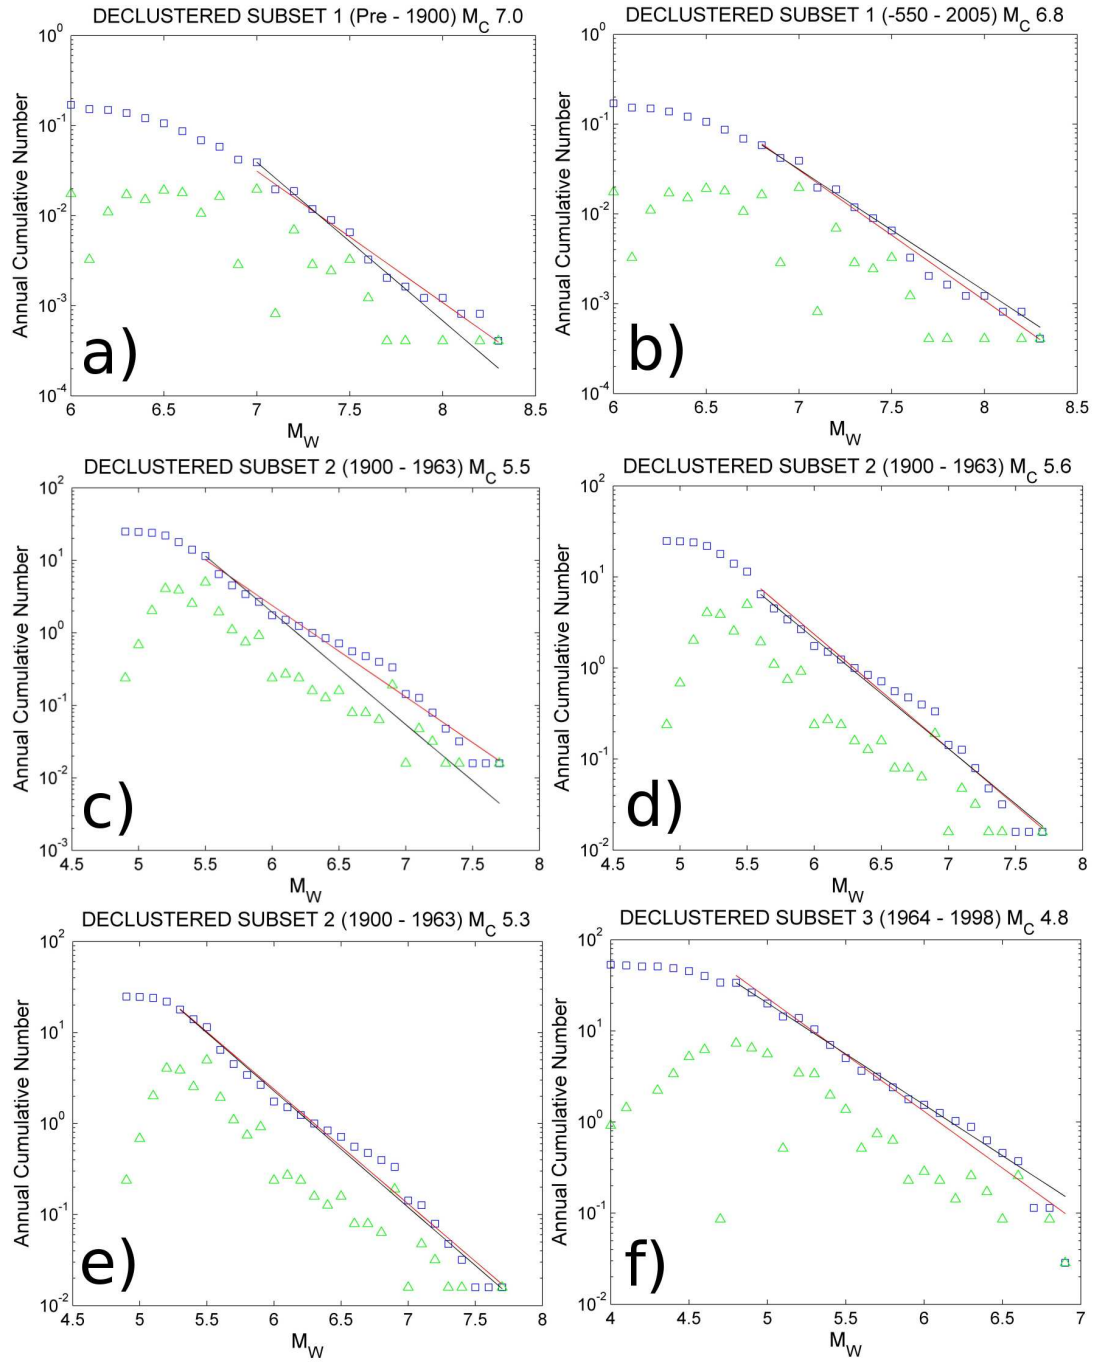 DECLUSTERED SUBSET 1 (Pre - 1900) M_C 7.0
10^0
10^-1
10^-2
10^-3
10^-4
Annual Cumulative Number
a)
6 6.5 7 7.5 8 8.5
M_W
DECLUSTERED SUBSET 1 (-550 - 2005) M_C 6.8
10^0
10^-1
10^-2
10^-3
10^-4
Annual Cumulative Number
b)
6 6.5 7 7.5 8 8.5
M_W
DECLUSTERED SUBSET 2 (1900 - 1963) M_C 5.5
10^2
10^1
10^0
10^-1
10^-2
10^-3
Annual Cumulative Number
c)
4.5 5 5.5 6 6.5 7 7.5 8
M_W
DECLUSTERED SUBSET 2 (1900 - 1963) M_C 5.6
10^2
10^1
10^0
10^-1
10^-2
Annual Cumulative Number
d)
4.5 5 5.5 6 6.5 7 7.5 8
M_W
DECLUSTERED SUBSET 2 (1900 - 1963) M_C 5.3
10^2
10^1
10^0
10^-1
10^-2
Annual Cumulative Number
e)
4.5 5 5.5 6 6.5 7 7.5 8
M_W
DECLUSTERED SUBSET 3 (1964 - 1998) M_C 4.8
10^2
10^1
10^0
10^-1
10^-2
Annual Cumulative Number
f)
4 4.5 5 5.5 6 6.5 7
M_W